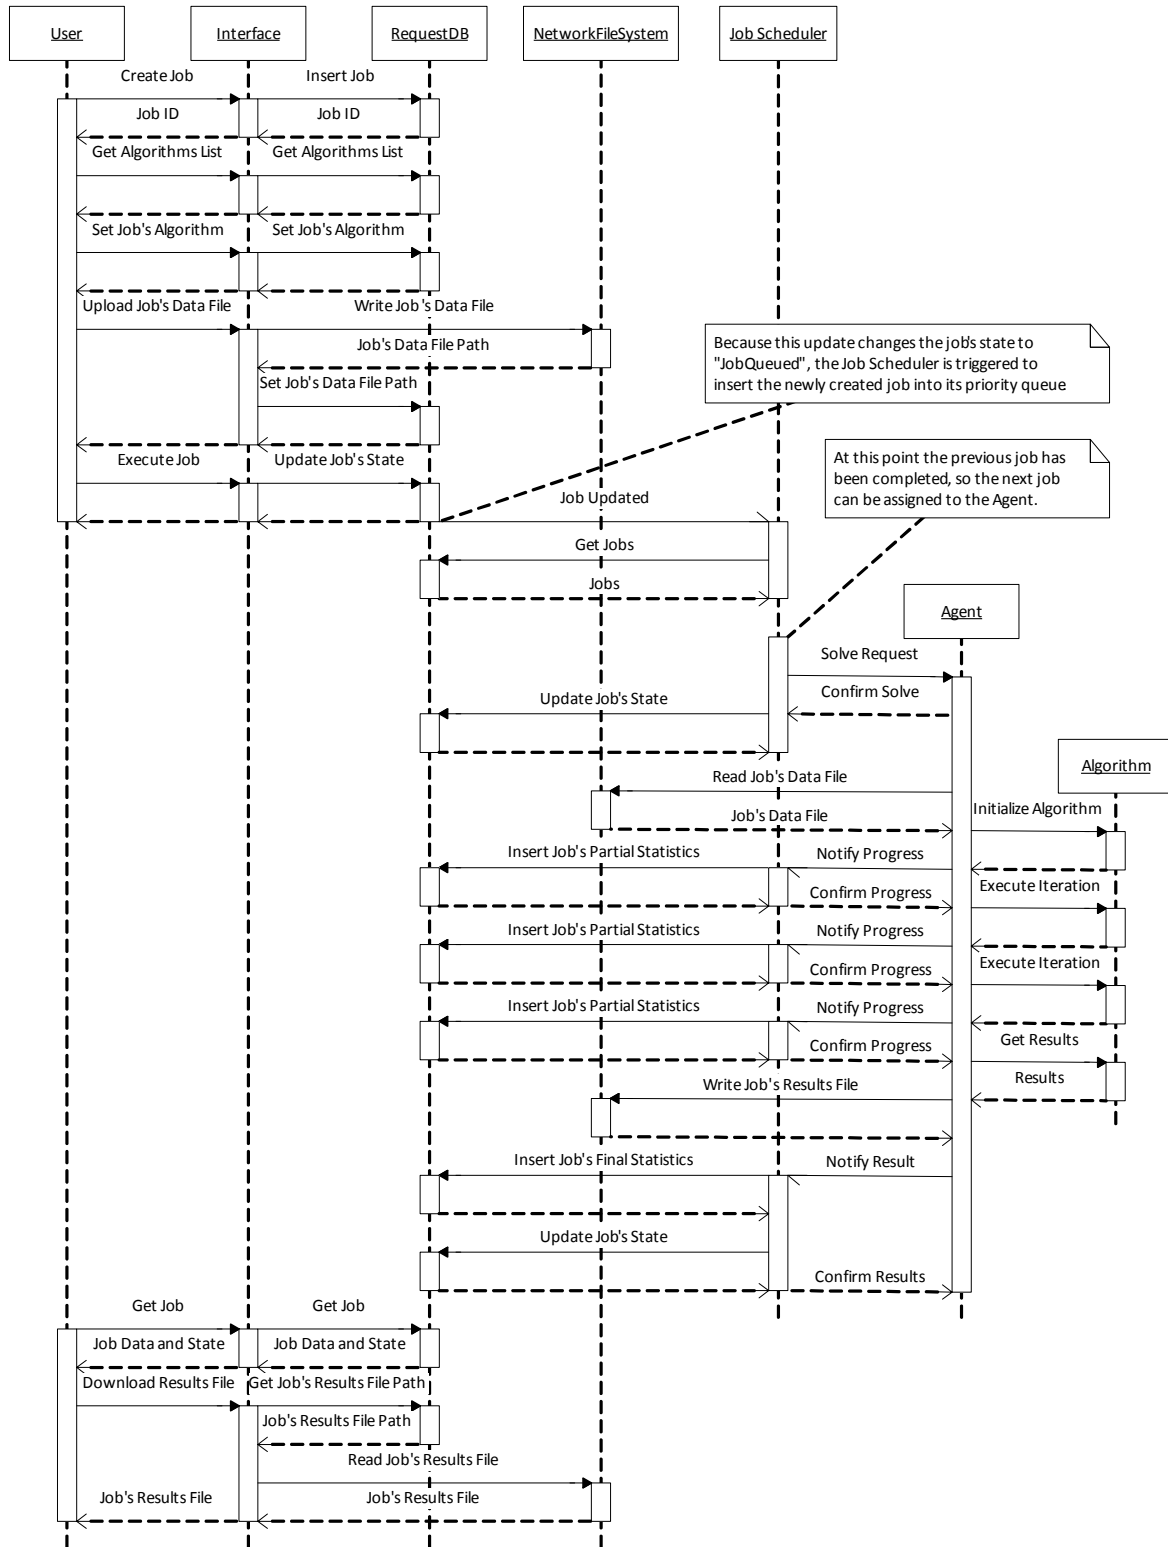 User
Interface
RequestDB
NetworkFileSystem
Job Scheduler
Create Job
Insert Job
Job ID
Job ID
Get Algorithms List
Get Algorithms List
Set Job's Algorithm
Set Job's Algorithm
Upload Job's Data File
Write Job's Data File
Job's Data File Path
Because this update changes the job's state to
"JobQueued", the Job Scheduler is triggered to
insert the newly created job into its priority queue
Set Job's Data File Path
Execute Job
Update Job's State
At this point the previous job has
been completed, so the next job
can be assigned to the Agent.
Job Updated
Get Jobs
Jobs
Agent
Solve Request
Confirm Solve
Update Job's State
Algorithm
Read Job's Data File
Job's Data File
Initialize Algorithm
Insert Job's Partial Statistics
Notify Progress
Confirm Progress
Execute Iteration
Insert Job's Partial Statistics
Notify Progress
Confirm Progress
Execute Iteration
Insert Job's Partial Statistics
Notify Progress
Confirm Progress
Get Results
Results
Write Job's Results File
Insert Job's Final Statistics
Notify Result
Update Job's State
Confirm Results
Get Job
Get Job
Job Data and State
Job Data and State
Download Results File
Get Job's Results File Path
Job's Results File Path
Read Job's Results File
Job's Results File
Job's Results File